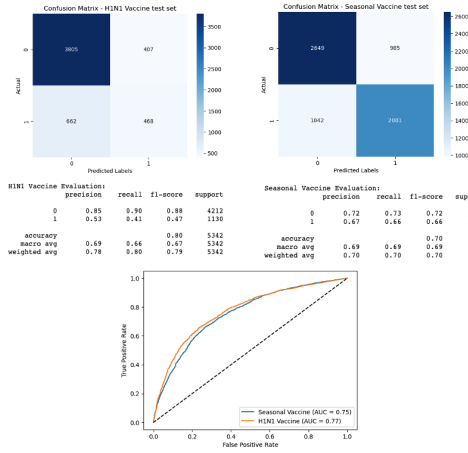 Confusion Matrix - H1N1 Vaccine test set
3805 407
662 468
0
1
Actual
0 1
Predicted Labels
3500
3000
2500
2000
1500
1000
500
Confusion Matrix - Seasonal Vaccine test set
2649 985
1042 2081
0
1
Actual
0 1
Predicted Labels
2600
2400
2200
2000
1800
1600
1400
1200
1000
H1N1 Vaccine Evaluation:
precision recall f1-score support
0 0.85 0.90 0.88 4212
1 0.53 0.41 0.47 1130
accuracy 0.80 5342
macro avg 0.69 0.66 0.67 5342
weighted avg 0.78 0.80 0.79 5342
Seasonal Vaccine Evaluation:
precision recall f1-score sup
0 0.72 0.73 0.72
1 0.67 0.66 0.66
accuracy 0.70
macro avg 0.69 0.69 0.69
weighted avg 0.70 0.70 0.70
True Positive Rate
1.0
0.8
0.6
0.4
0.2
0.0
0.0 0.2 0.4 0.6 0.8 1.0
False Positive Rate
Seasonal Vaccine (AUC = 0.75)
H1N1 Vaccine (AUC = 0.77)